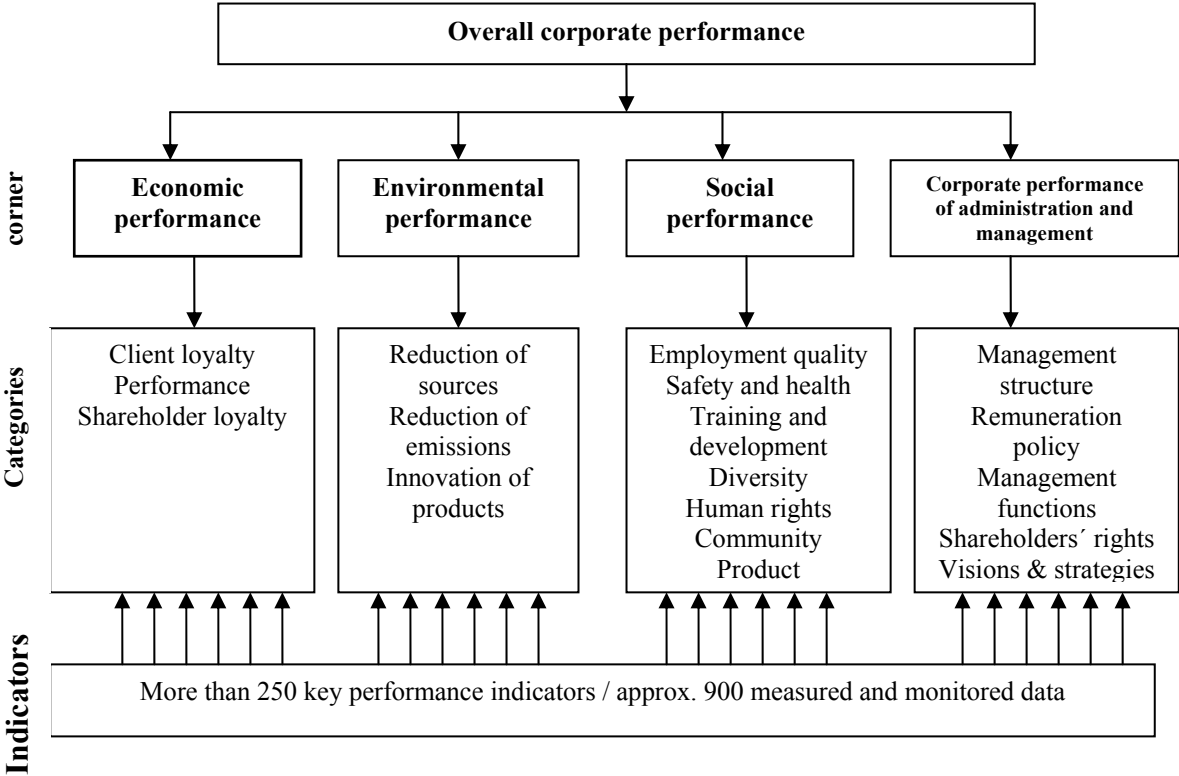 Overall corporate performance
corner
Economic
performance
Environmental
performance
Social
performance
Corporate performance
of administration and
management
Categories
Client loyalty
Performance
Shareholder loyalty
Reduction of
sources
Reduction of
emissions
Innovation of
products
Employment quality
Safety and health
Training and
development
Diversity
Human rights
Community
Product
Management
structure
Remuneration
policy
Management
functions
Shareholders´ rights
Visions & strategies
Indicators
More than 250 key performance indicators / approx. 900 measured and monitored data